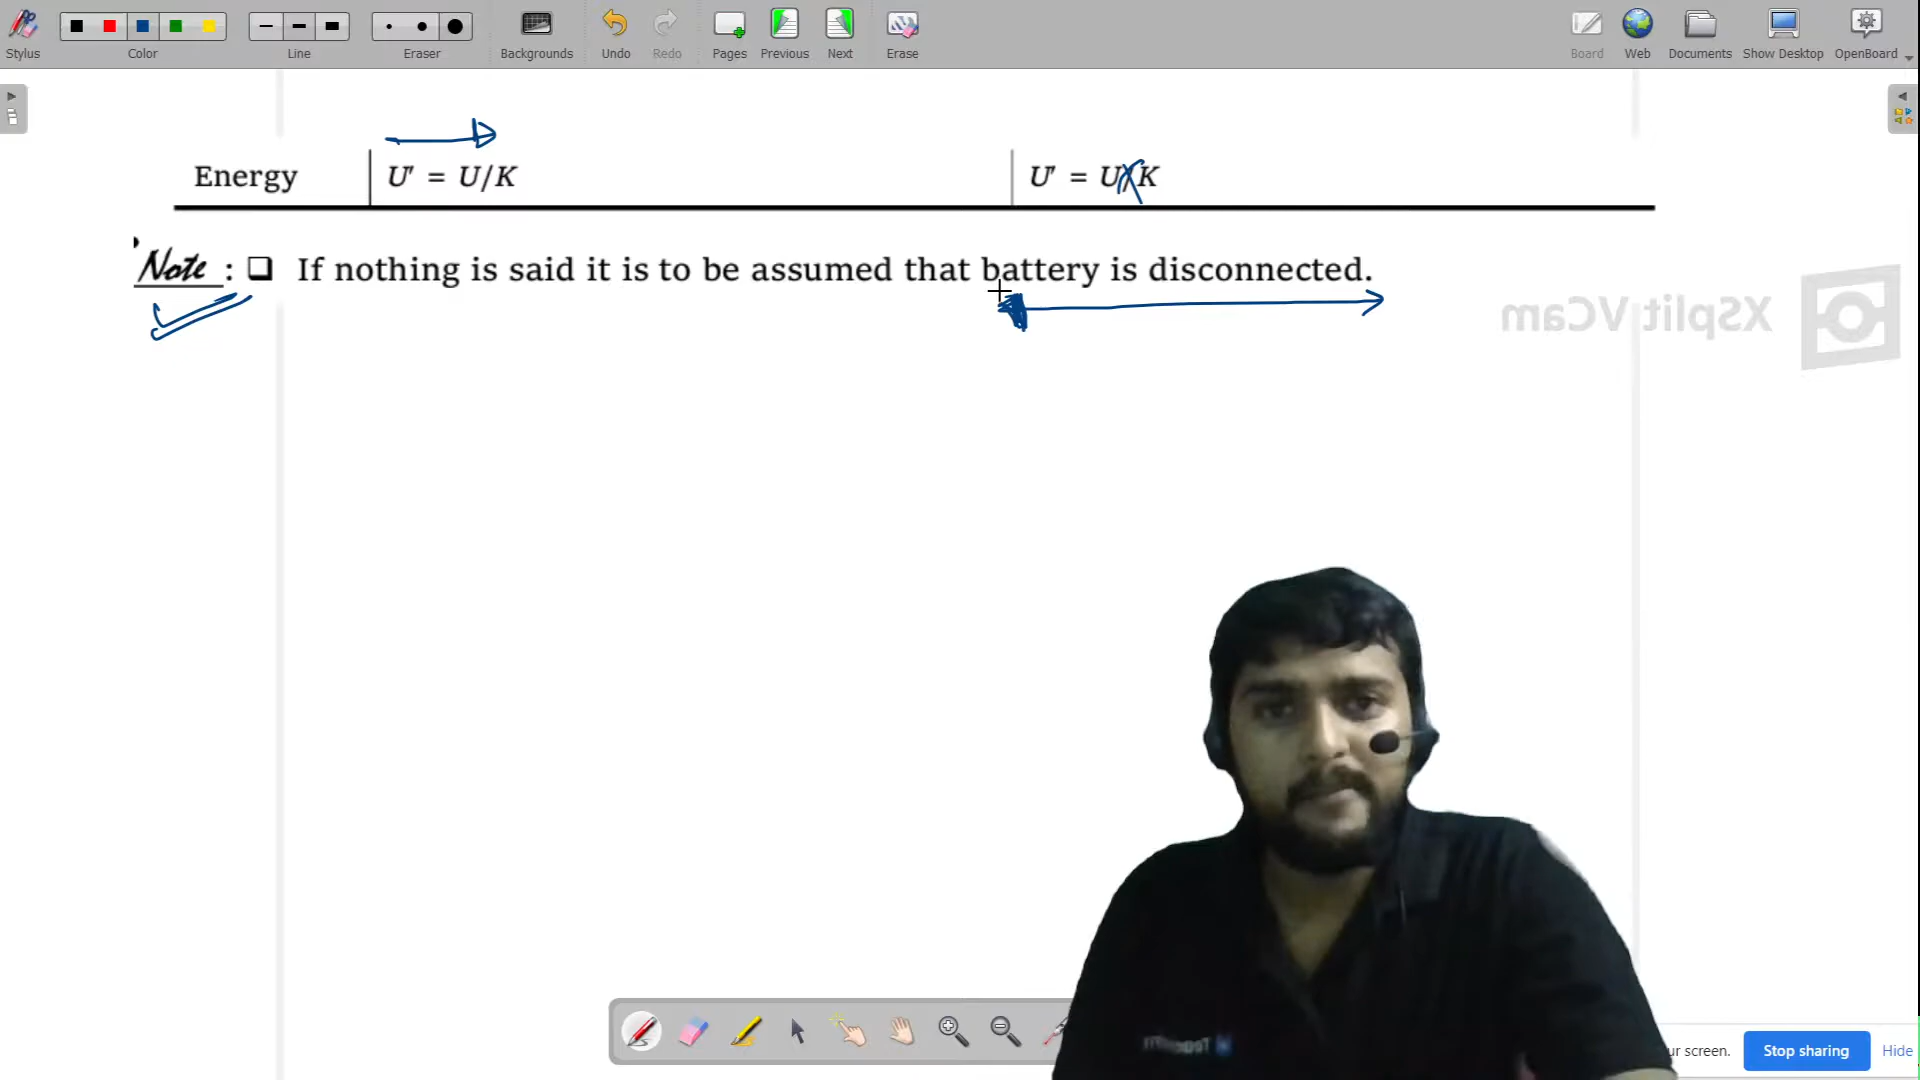 Stylus Color Line Eraser Backgrounds Undo Redo Pages Previous Next Erase Board Web Documents Show Desktop OpenBoard
Energy U' = U/K U' = U/K
Note : ❑ If nothing is said it is to be assumed that battery is disconnected.
XSplit VCam
ur screen. Stop sharing Hide